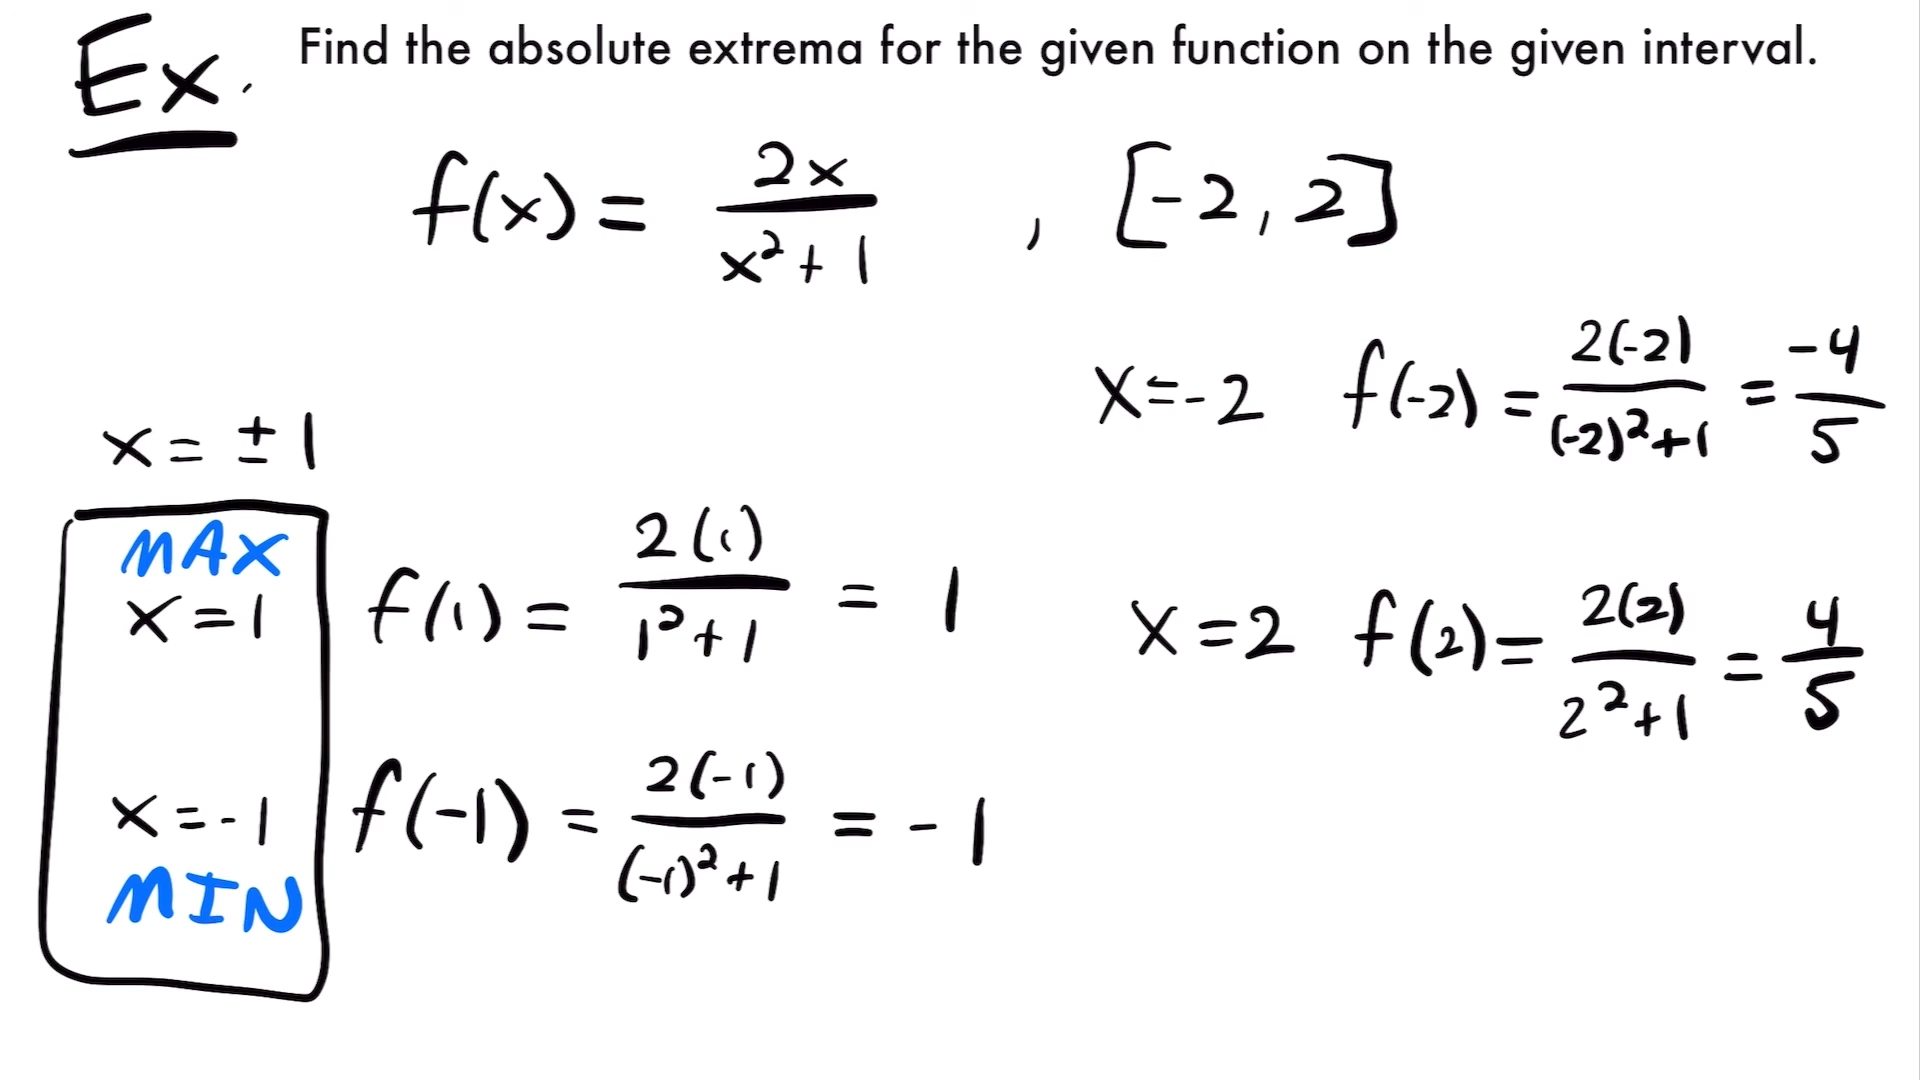 Ex. Find the absolute extrema for the given function on the given interval.
f(x) = 2x / (x² + 1) , [-2, 2]
x = -2 f(-2) = 2(-2) / ((-2)² + 1) = -4/5
x = ± 1
MAX
x = 1 f(1) = 2(1) / (1² + 1) = 1
x = 2 f(2) = 2(2) / (2² + 1) = 4/5
x = -1 f(-1) = 2(-1) / ((-1)² + 1) = -1
MIN